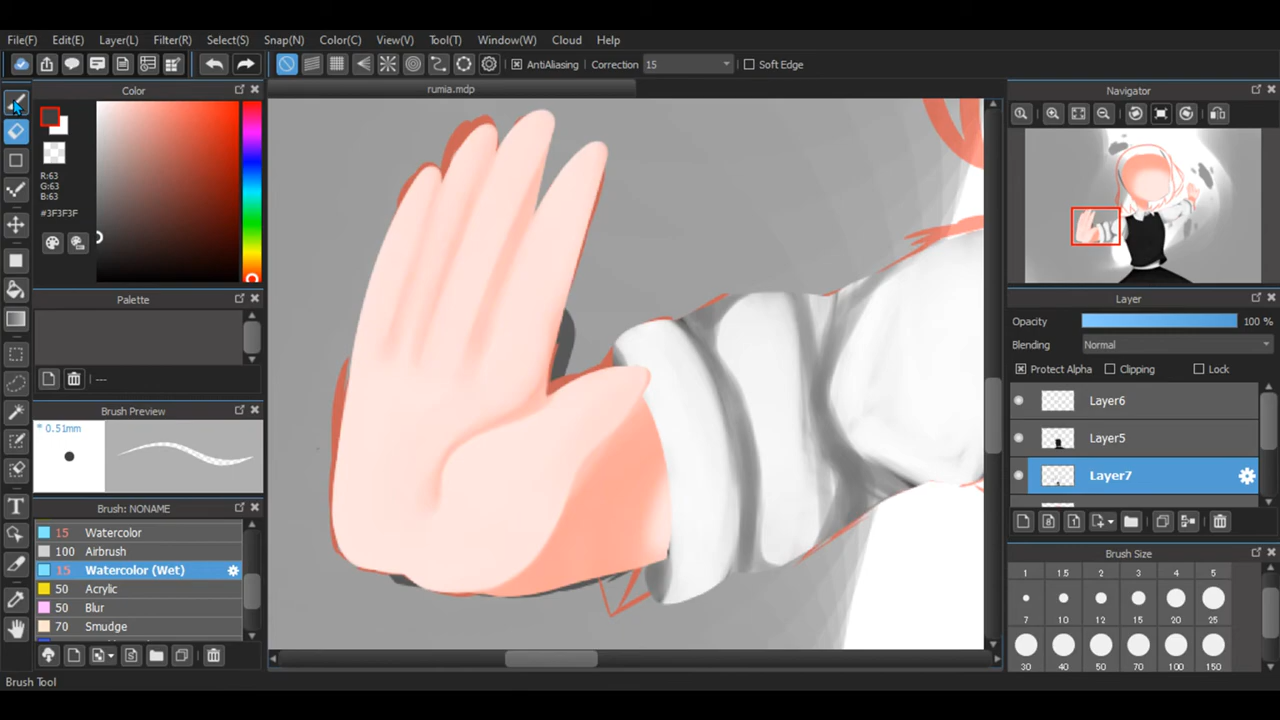 File(F) Edit(E) Layer(L) Filter(R) Select(S) Snap(N) Color(C) View(V) Tool(T) Window(W) Cloud Help
AntiAliasing Correction 15 Soft Edge
Color
R:63
G:63
B:63
#3F3F3F
Palette
---
Brush Preview
* 0.51mm
Brush: NONAME
15 Watercolor
100 Airbrush
15 Watercolor (Wet)
50 Acrylic
50 Blur
70 Smudge
Brush Tool
rumia.mdp
Navigator
Layer
Opacity 100 %
Blending Normal
Protect Alpha Clipping Lock
Layer6
Layer5
Layer7
Brush Size
1 1.5 2 3 4 5
7 10 12 15 20 25
30 40 50 70 100 150